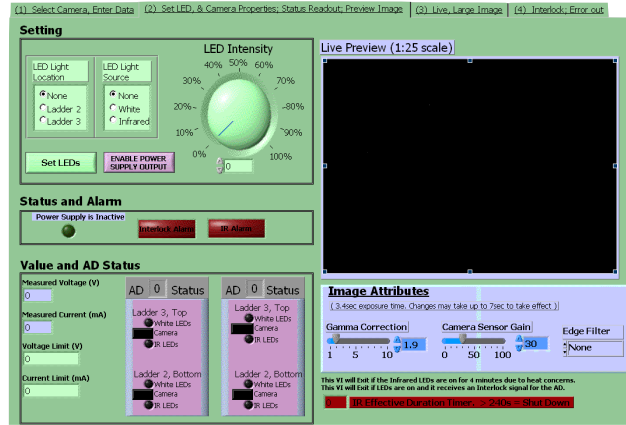 (1) Select Camera, Enter Data
(2) Set LED, & Camera Properties; Status Readout; Preview Image
(3) Live, Large Image
(4) Interlock; Error out
Setting
LED Light Location
None
Ladder 2
Ladder 3
LED Light Source
None
White
Infrared
LED Intensity
0%
10%
20%
30%
40%
50%
60%
70%
80%
90%
100%
0
Set LEDs
ENABLE POWER
SUPPLY OUTPUT
Live Preview (1:25 scale)
Status and Alarm
Power Supply is Inactive
Interlock Alarm
IR Alarm
Value and AD Status
Measured Voltage (V)
0
Measured Current (mA)
0
Voltage Limit (V)
0
Current Limit (mA)
0
AD 0 Status
Ladder 3, Top
White LEDs
Camera
IR LEDs
Ladder 2, Bottom
White LEDs
Camera
IR LEDs
AD 0 Status
Ladder 3, Top
White LEDs
Camera
IR LEDs
Ladder 2, Bottom
White LEDs
Camera
IR LEDs
Image Attributes
( 3.4sec exposure time. Changes may take up to 7sec to take effect )
Gamma Correction
1 5 10
1.9
Camera Sensor Gain
0 50 100
30
Edge Filter
None
This VI will Exit if the Infrared LEDs are on for 4 minutes due to heat concerns.
This VI will Exit if LEDs are on and it receives an Interlock signal for the AD.
0
IR Effective Duration Timer. >240s = Shut Down